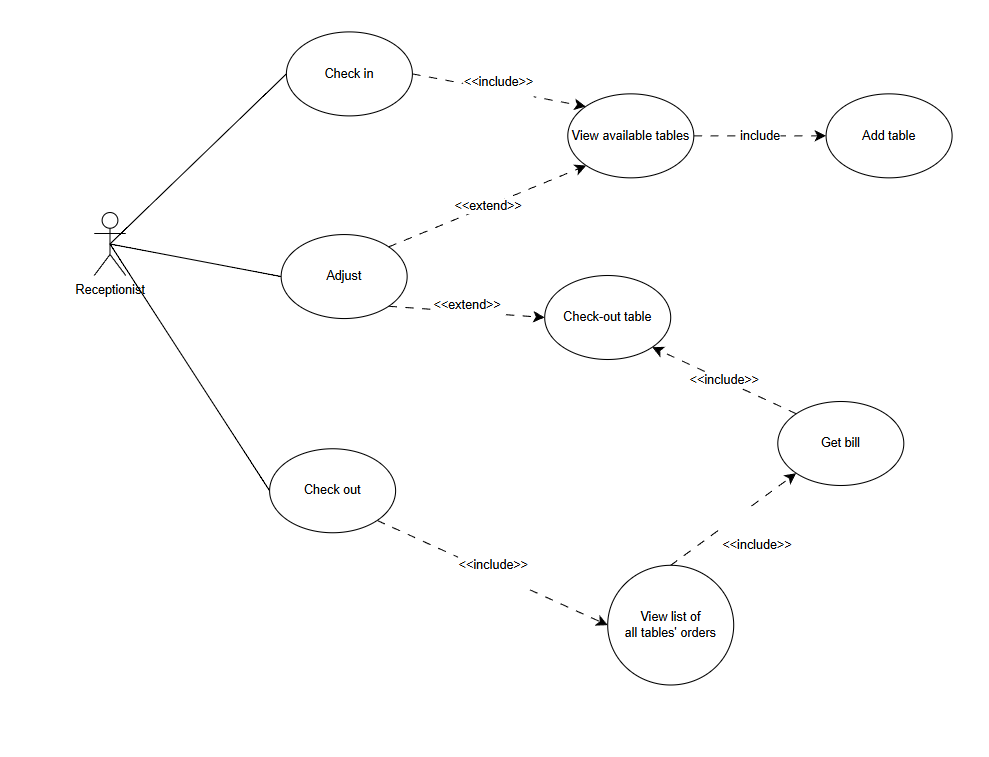 Check in
<<include>>
View available tables
include
Add table
<<extend>>
Receptionist
Adjust
<<extend>>
Check-out table
<<include>>
Get bill
Check out
<<include>>
<<include>>
View list of
all tables' orders